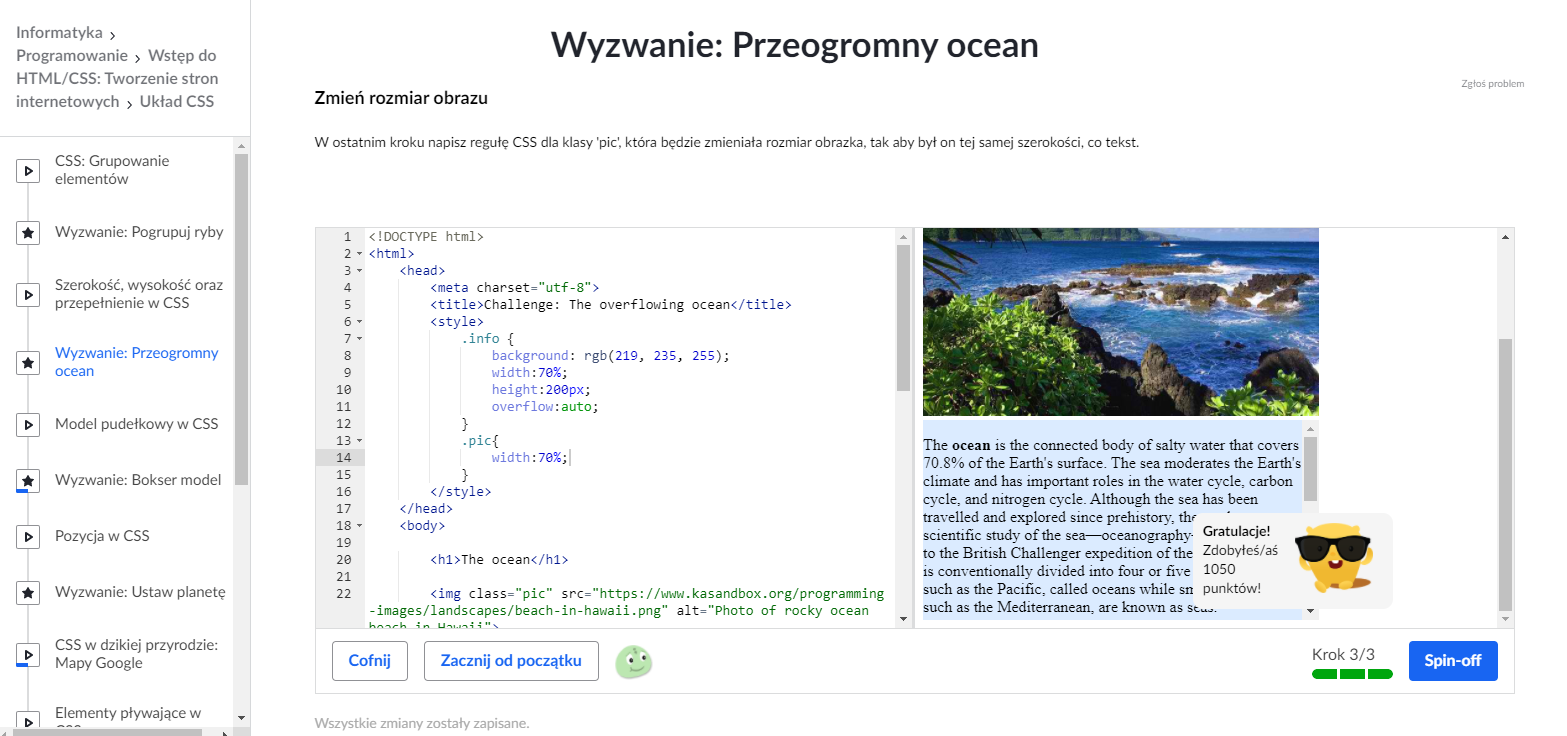 Informatyka >
Programowanie > Wstęp do
HTML/CSS: Tworzenie stron
internetowych > Układ CSS
CSS: Grupowanie
elementów
Wyzwanie: Pogrupuj ryby
Szerokość, wysokość oraz
przepełnienie w CSS
Wyzwanie: Przeogromny
ocean
Model pudełkowy w CSS
Wyzwanie: Bokser model
Pozycja w CSS
Wyzwanie: Ustaw planetę
CSS w dzikiej przyrodzie:
Mapy Google
Elementy pływające w
Wyzwanie: Przeogromny ocean
Zgłoś problem
Zmień rozmiar obrazu
W ostatnim kroku napisz regułę CSS dla klasy 'pic', która będzie zmieniała rozmiar obrazka, tak aby był on tej samej szerokości, co tekst.
1 <!DOCTYPE html>
2 <html>
3 <head>
4 <meta charset="utf-8">
5 <title>Challenge: The overflowing ocean</title>
6 <style>
7 .info {
8 background: rgb(219, 235, 255);
9 width:70%;
10 height:200px;
11 overflow:auto;
12 }
13 .pic{
14 width:70%;
15 }
16 </style>
17 </head>
18 <body>
19
20 <h1>The ocean</h1>
21
22 <img class="pic" src="https://www.kasandbox.org/programming
-images/landscapes/beach-in-hawaii.png" alt="Photo of rocky ocean
beach in Hawaii">
The ocean is the connected body of salty water that covers
70.8% of the Earth's surface. The sea moderates the Earth's
climate and has important roles in the water cycle, carbon
cycle, and nitrogen cycle. Although the sea has been
travelled and explored since prehistory, the
scientific study of the sea—oceanography
to the British Challenger expedition of the
is conventionally divided into four or five
such as the Pacific, called oceans while
such as the Mediterranean, are known as seas.
Gratulacje!
Zdobyłeś/aś
1050
punktów!
Cofnij
Zacznij od początku
Krok 3/3
Spin-off
Wszystkie zmiany zostały zapisane.